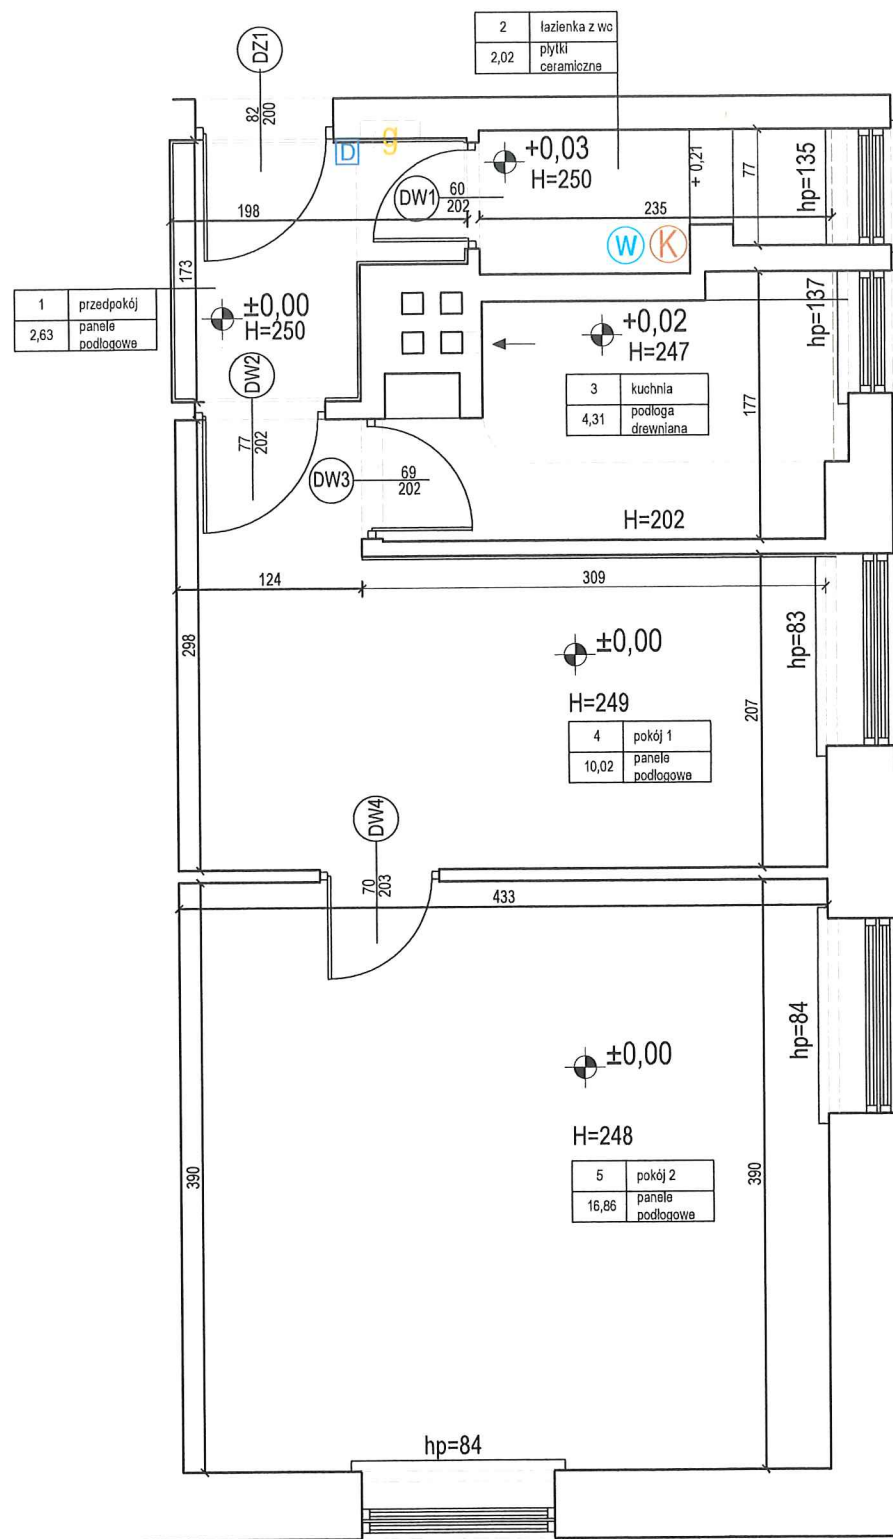 DZ1
82
200
2 łazienka z wc
2,02 płytki
ceramiczne
D
g
DW1
60
202
+0,03
H=250
+ 0,21
77
hp=135
198
235
W
K
173
1 przedpokój
2,63 panele
podłogowe
±0,00
H=250
DW2
77
202
+0,02
H=247
hp=137
3 kuchnia
4,31 podłoga
drewniana
177
DW3
69
202
H=202
124
309
298
±0,00
hp=83
H=249
207
4 pokój 1
10,02 panele
podłogowe
DW4
70
203
433
±0,00
hp=84
H=248
390
390
5 pokój 2
16,86 panele
podłogowe
hp=84